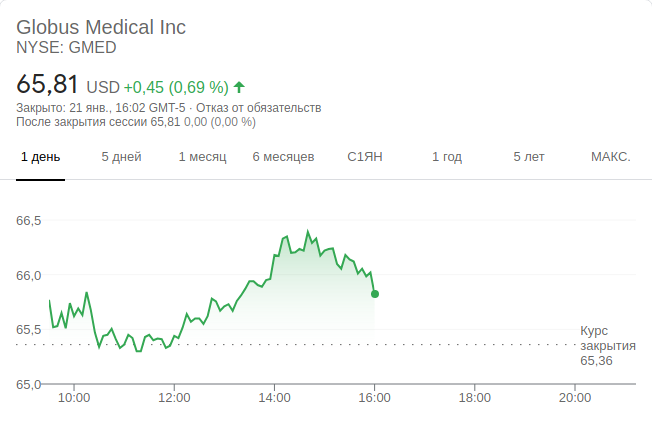 Globus Medical Inc
NYSE: GMED
65,81 USD +0,45 (0,69 %)
Закрыто: 21 янв., 16:02 GMT-5 · Отказ от обязательств
После закрытия сессии 65,81 0,00 (0,00 %)
1 день 5 дней 1 месяц 6 месяцев С1ЯН 1 год 5 лет МАКС.
66,5
66,0
65,5
Курс
закрытия
65,36
65,0
10:00 12:00 14:00 16:00 18:00 20:00